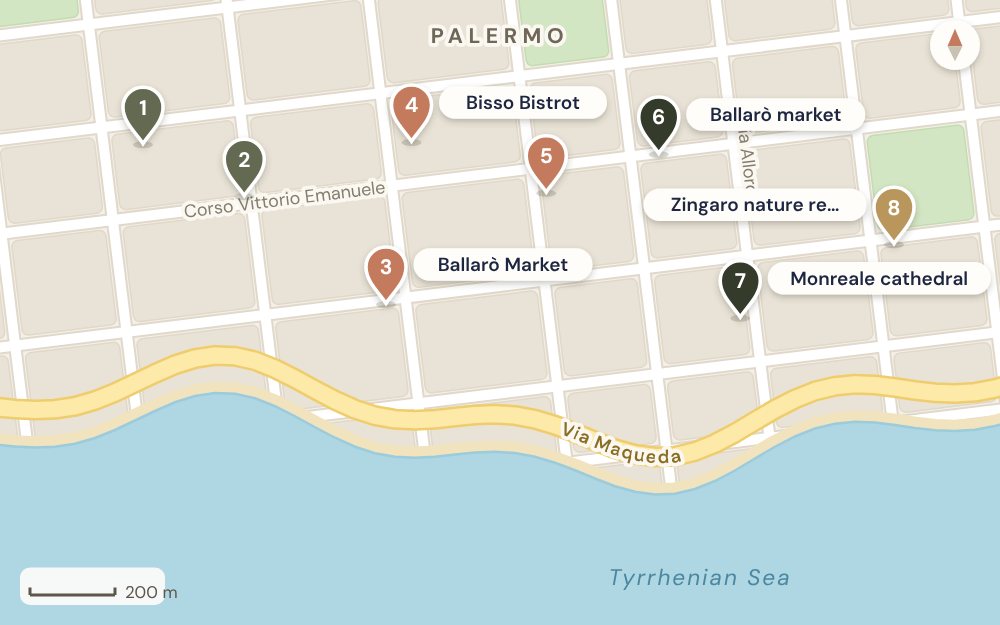 PALERMO
1
4
Bisso Bistrot
6
Ballarò market
2
5
Corso Vittorio Emanuele
Zingaro nature re...
8
3
Ballarò Market
7
Monreale cathedral
Via Maqueda
Tyrrhenian Sea
200 m